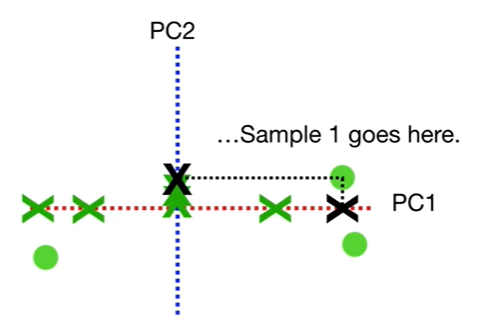 PC2
...Sample 1 goes here.
PC1